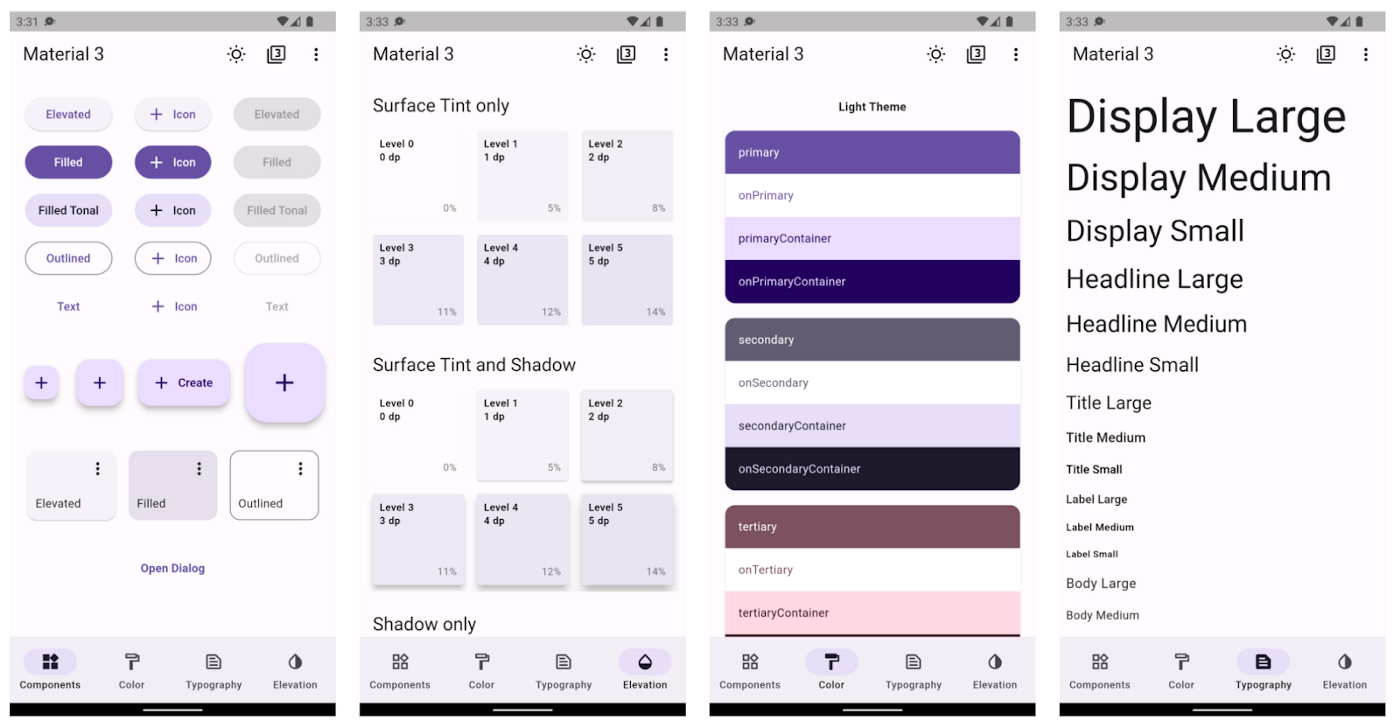 3:31
Material 3
3
Elevated
Icon
Elevated
Filled
Icon
Filled
Filled Tonal
Icon
Filled Tonal
Outlined
Icon
Outlined
Text
Icon
Text
Create
Elevated
Filled
Outlined
Open Dialog
Components
Color
Typography
Elevation
3:33
Material 3
3
Surface Tint only
Level 0
0 dp
0%
Level 1
1 dp
5%
Level 2
2 dp
8%
Level 3
3 dp
11%
Level 4
4 dp
12%
Level 5
5 dp
14%
Surface Tint and Shadow
Level 0
0 dp
0%
Level 1
1 dp
5%
Level 2
2 dp
8%
Level 3
3 dp
11%
Level 4
4 dp
12%
Level 5
5 dp
14%
Shadow only
Components
Color
Typography
Elevation
3:33
Material 3
3
Light Theme
primary
onPrimary
primaryContainer
onPrimaryContainer
secondary
onSecondary
secondaryContainer
onSecondaryContainer
tertiary
onTertiary
tertiaryContainer
Components
Color
Typography
Elevation
3:33
Material 3
3
Display Large
Display Medium
Display Small
Headline Large
Headline Medium
Headline Small
Title Large
Title Medium
Title Small
Label Large
Label Medium
Label Small
Body Large
Body Medium
Components
Color
Typography
Elevation